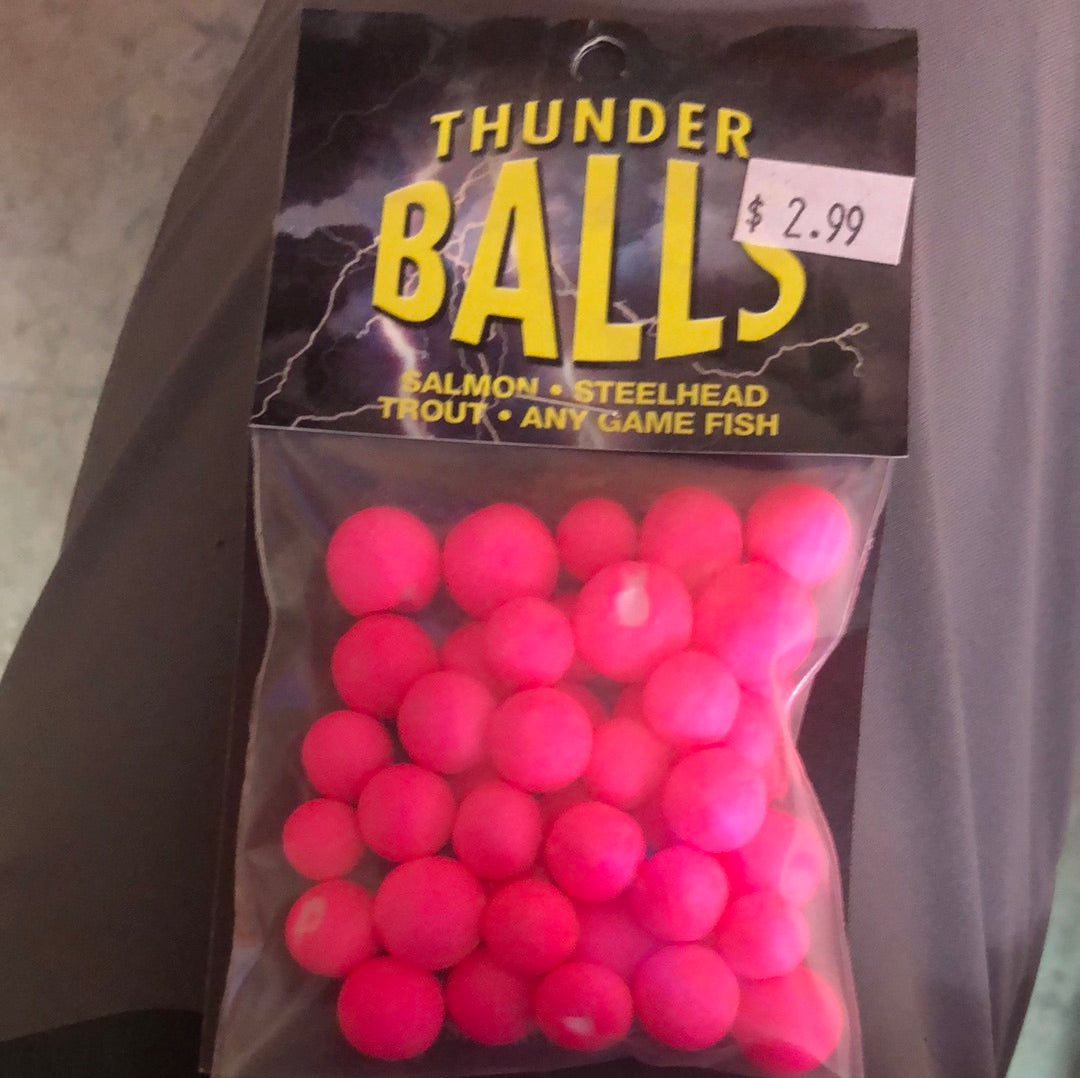 THUNDER
BALLS
$ 2.99
SALMON • STEELHEAD
TROUT • ANY GAME FISH